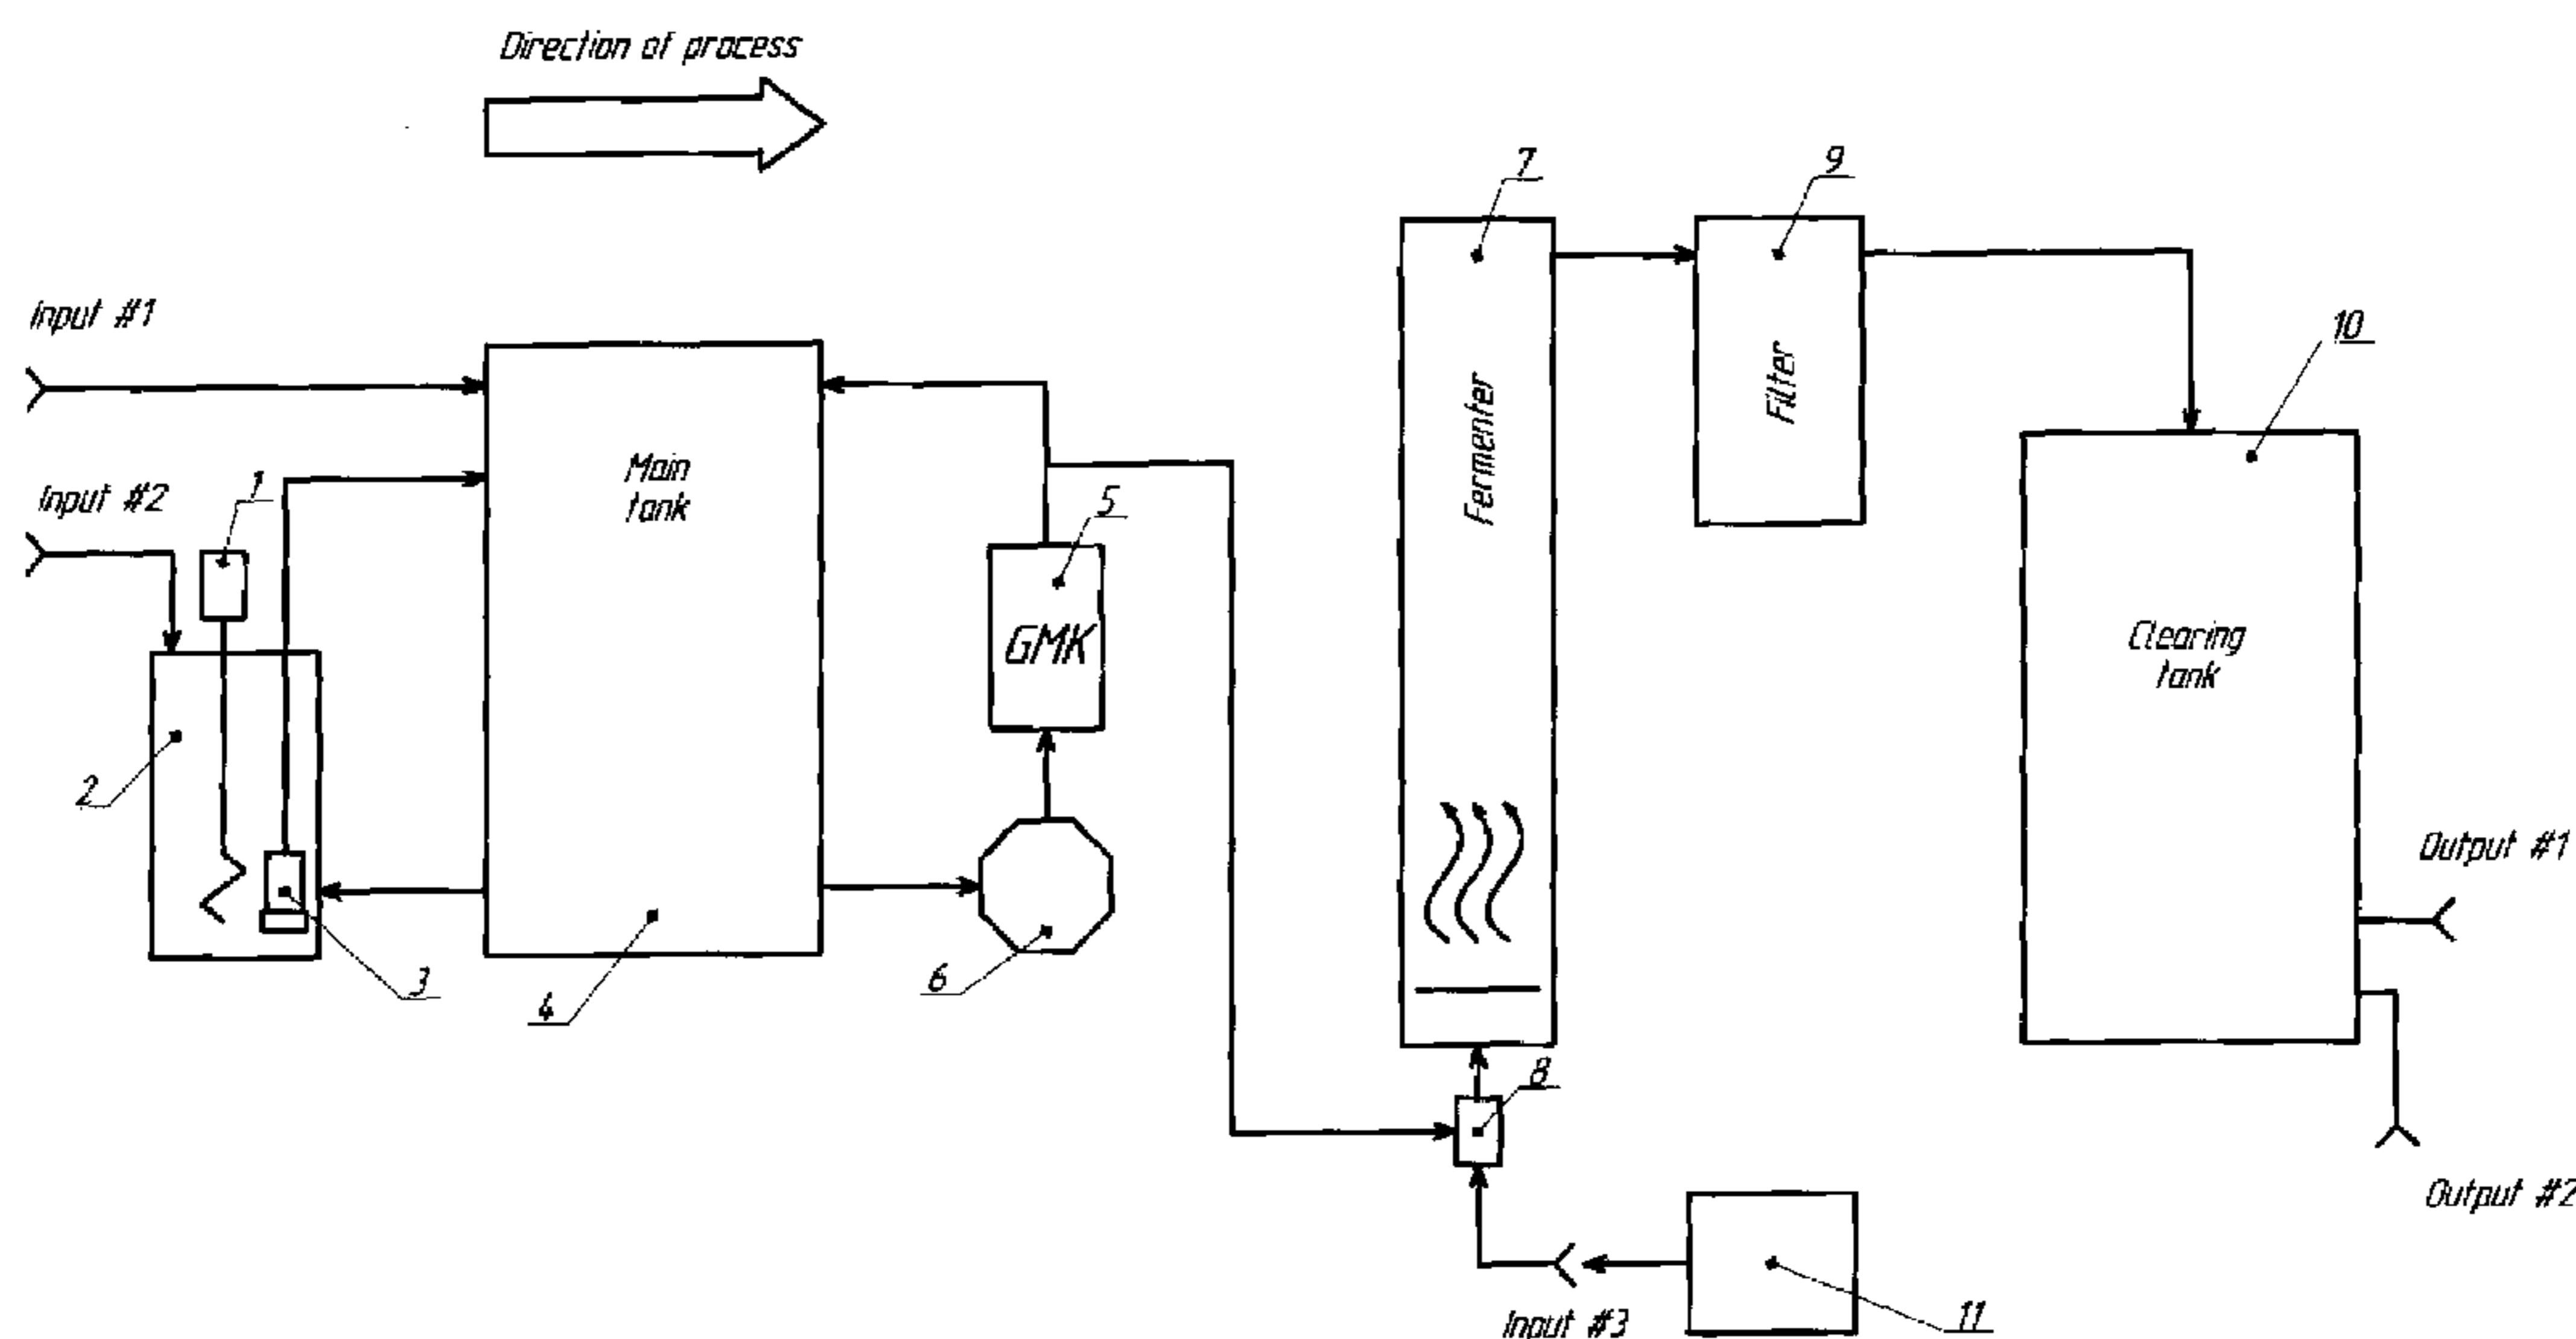 Direction of process
7
9
Input #1
10
Main
tank
Fermenter
Filter
Input #2
1
5
GMK
Clearing
tank
2
Output #1
3
4
6
8
Output #2
Input #3
11